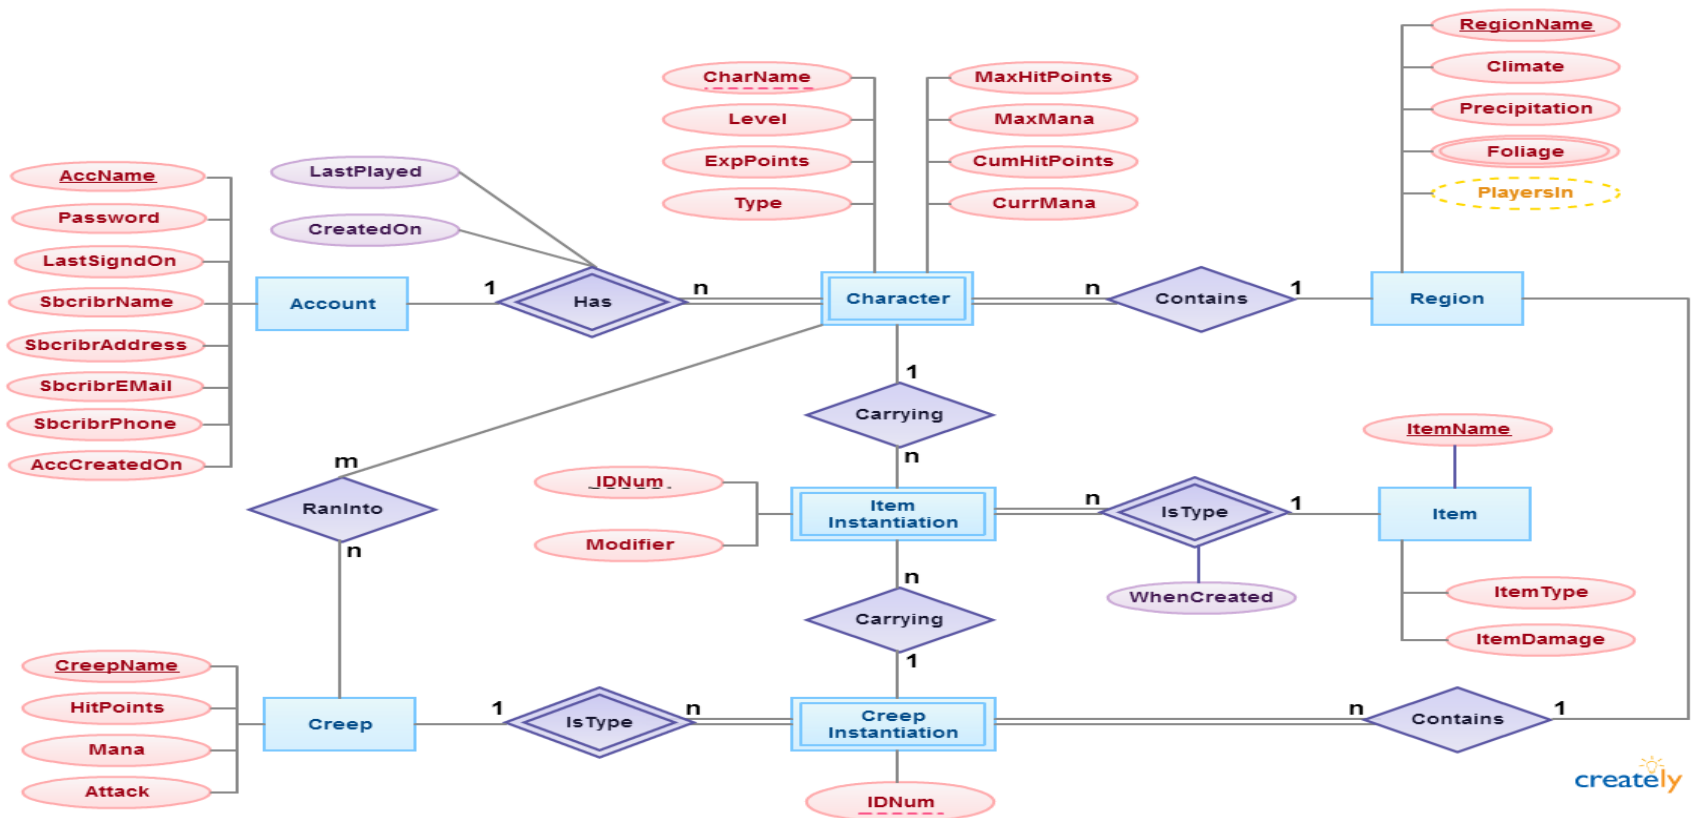 RegionName
CharName
MaxHitPoints
Climate
Level
MaxMana
Precipitation
ExpPoints
CumHitPoints
Foliage
Type
CurrMana
PlayersIn
AccName
LastPlayed
Password
CreatedOn
LastSigndOn
SbcribrName
SbcribrAddress
SbcribrEMail
SbcribrPhone
AccCreatedOn
Account
1
Has
n
Character
n
Contains
1
Region
1
Carrying
n
m
RanInto
n
ItemName
IDNum
Modifier
Item
Instantiation
n
IsType
1
Item
WhenCreated
ItemType
ItemDamage
n
Carrying
1
CreepName
HitPoints
Mana
Attack
Creep
1
IsType
n
Creep
Instantiation
n
Contains
1
IDNum
creately